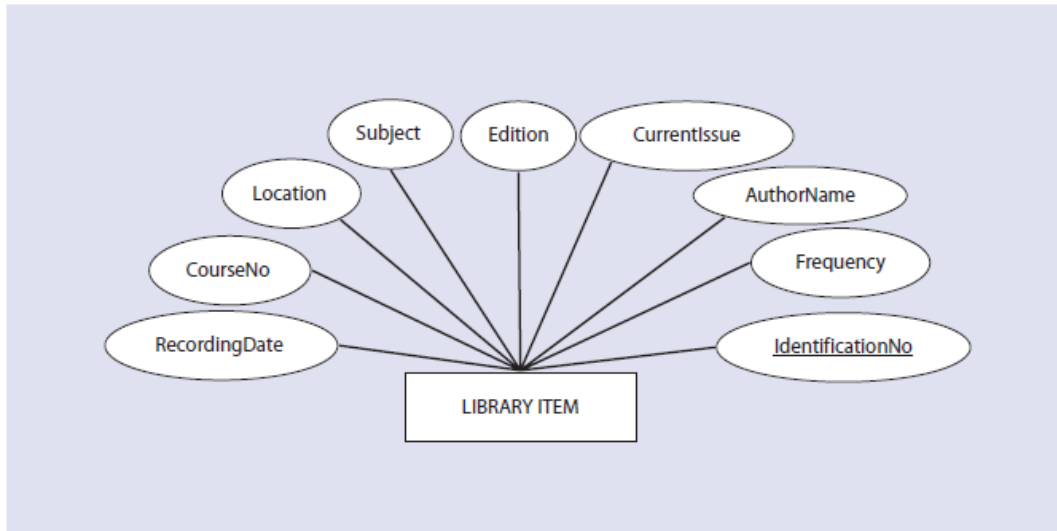 Subject
Edition
CurrentIssue
Location
AuthorName
CourseNo
Frequency
RecordingDate
IdentificationNo
LIBRARY ITEM